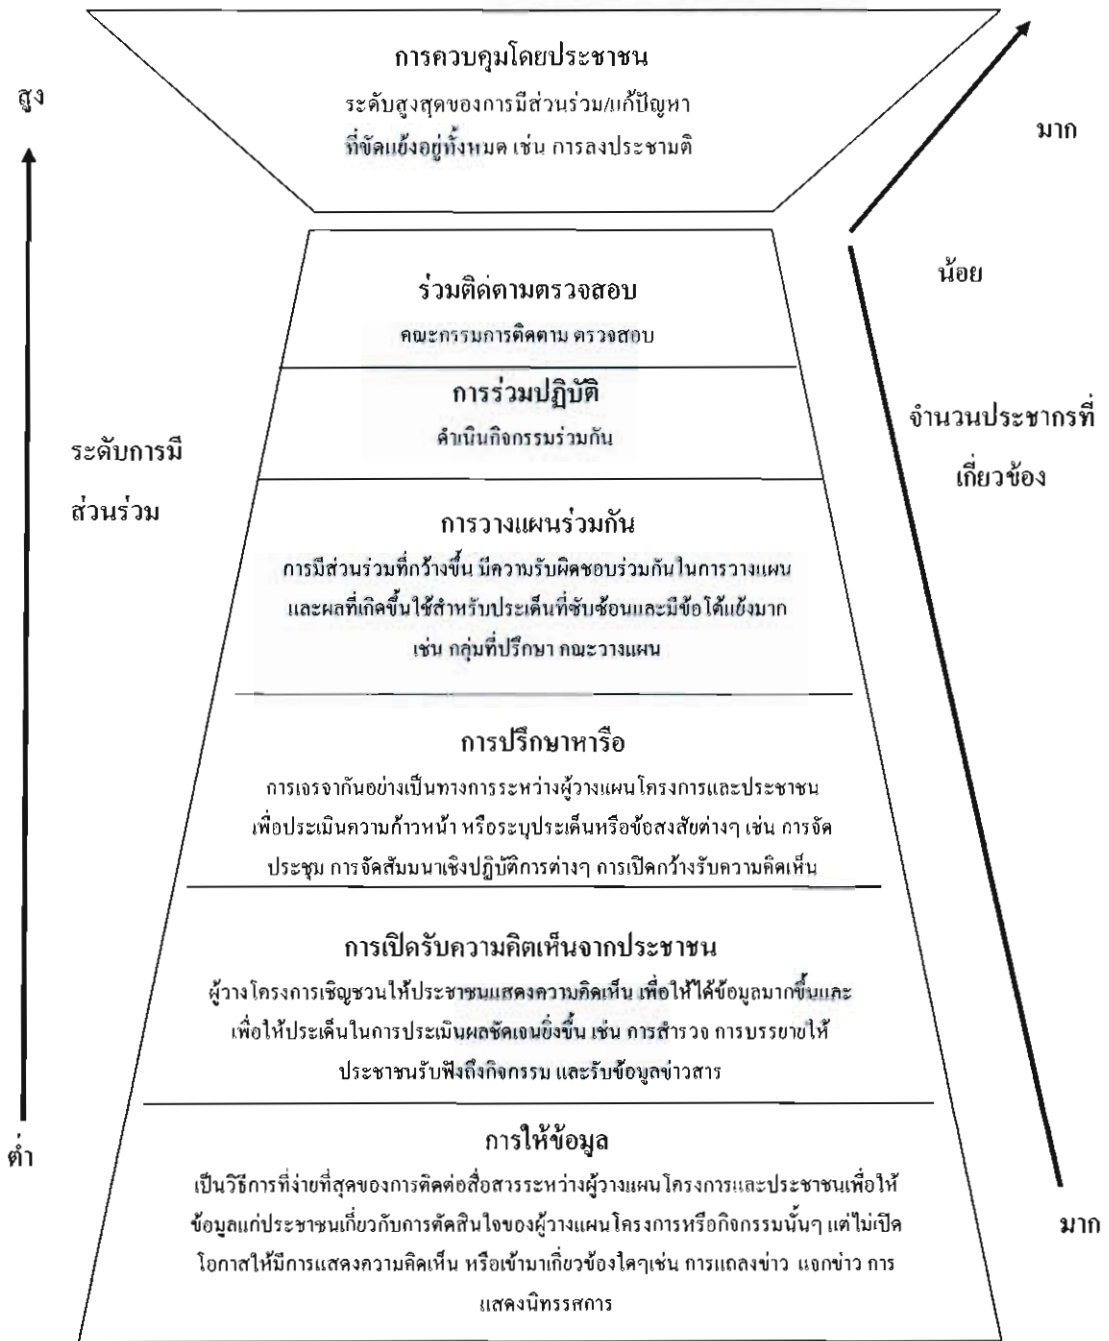 การควบคุมโดยประชาชน
ระดับสูงสุดของการมีส่วนร่วม/แก้ปัญหา
ที่ขัดแย้งอยู่ทั้งหมด เช่น การลงประชามติ
สูง
มาก
น้อย
ร่วมติดตามตรวจสอบ
คณะกรรมการติดตาม ตรวจสอบ
การร่วมปฏิบัติ
ดำเนินกิจกรรมร่วมกัน
จำนวนประชากรที่
เกี่ยวข้อง
ระดับการมี
ส่วนร่วม
การวางแผนร่วมกัน
การมีส่วนร่วมที่กว้างขึ้น มีความรับผิดชอบร่วมกันในการวางแผน
และผลที่เกิดขึ้นใช้สำหรับประเด็นที่ซับซ้อนและมีข้อโต้แย้งมาก
เช่น กลุ่มที่ปรึกษา คณะวางแผน
การปรึกษาหารือ
การเจรจากันอย่างเป็นทางการระหว่างผู้วางแผนโครงการและประชาชน
เพื่อประเมินความก้าวหน้า หรือระบุประเด็นหรือข้อสงสัยต่างๆ เช่น การจัด
ประชุม การจัดสัมมนาเชิงปฏิบัติการต่างๆ การเปิดกว้างรับความคิดเห็น
การเปิดรับความคิดเห็นจากประชาชน
ผู้วางโครงการเชิญชวนให้ประชาชนแสดงความคิดเห็น เพื่อให้ได้ข้อมูลมากขึ้นและ
เพื่อให้ประเด็นในการประเมินผลชัดเจนยิ่งขึ้น เช่น การสำรวจ การบรรยายให้
ประชาชนรับฟังถึงกิจกรรม และรับข้อมูลข่าวสาร
ต่ำ
การให้ข้อมูล
เป็นวิธีการที่ง่ายที่สุดของการติดต่อสื่อสารระหว่างผู้วางแผนโครงการและประชาชนเพื่อให้
ข้อมูลแก่ประชาชนเกี่ยวกับการตัดสินใจของผู้วางแผนโครงการหรือกิจกรรมนั้นๆ แต่ไม่เปิด
โอกาสให้มีการแสดงความคิดเห็น หรือเข้ามาเกี่ยวข้องใดๆเช่น การแถลงข่าว แจกข่าว การ
แสดงนิทรรศการ
มาก